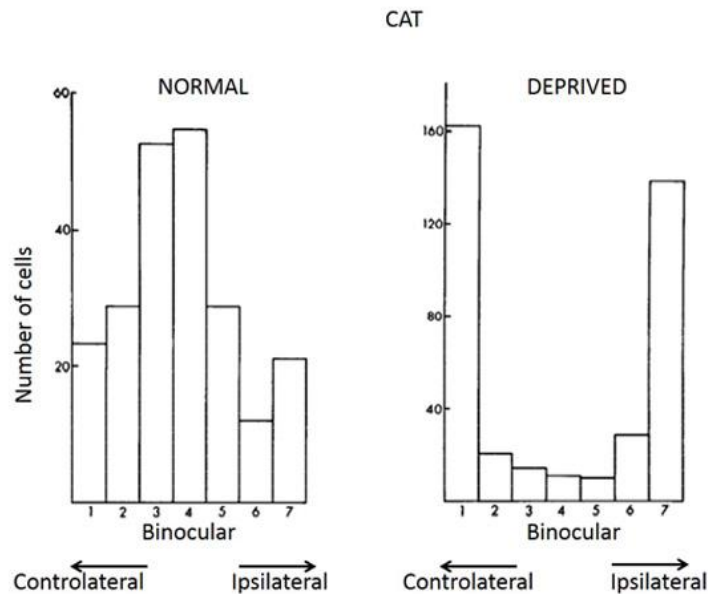 CAT
NORMAL
60
40
20
Number of cells
1 2 3 4 5 6 7
Binocular
Controlateral Ipsilateral
DEPRIVED
160
120
80
40
1 2 3 4 5 6 7
Binocular
Controlateral Ipsilateral